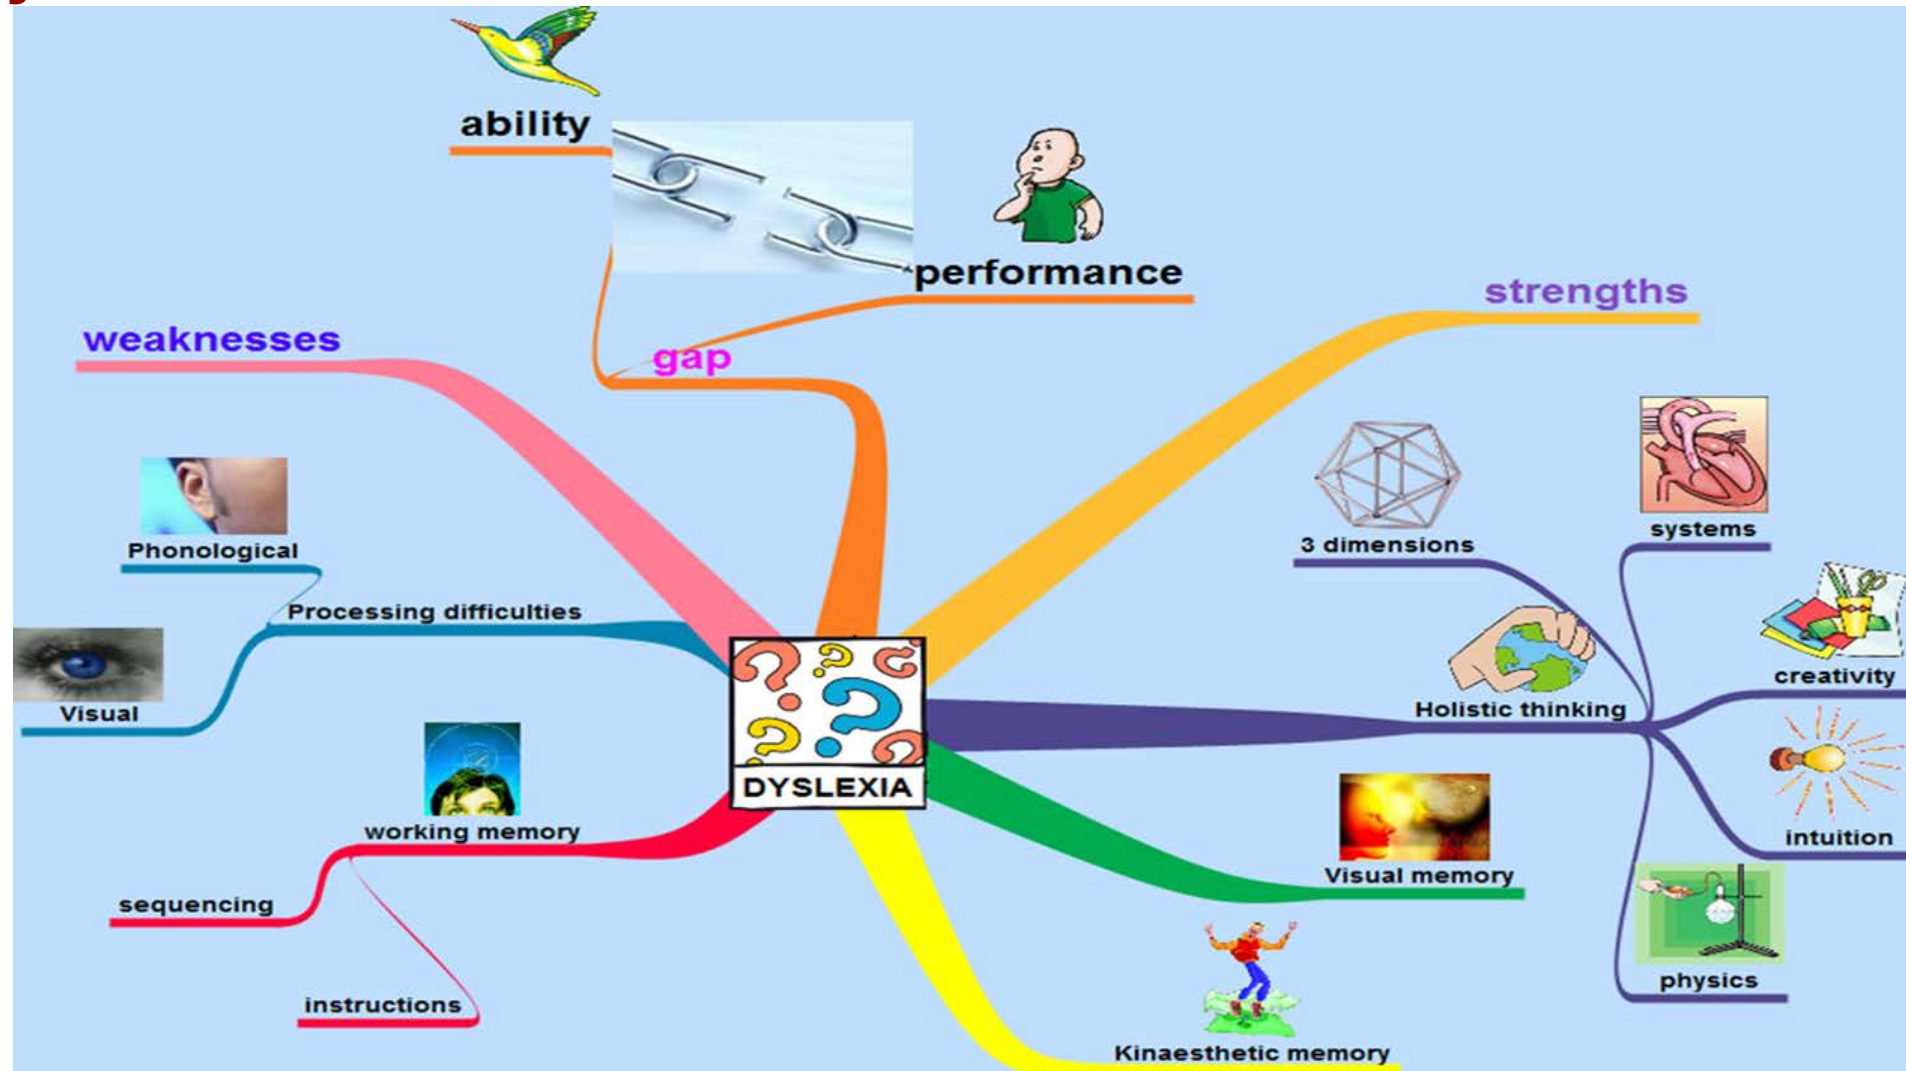 ability
performance
strengths
weaknesses
gap
systems
3 dimensions
Phonological
Processing difficulties
creativity
Holistic thinking
Visual
DYSLEXIA
working memory
intuition
Visual memory
sequencing
physics
instructions
Kinaesthetic memory